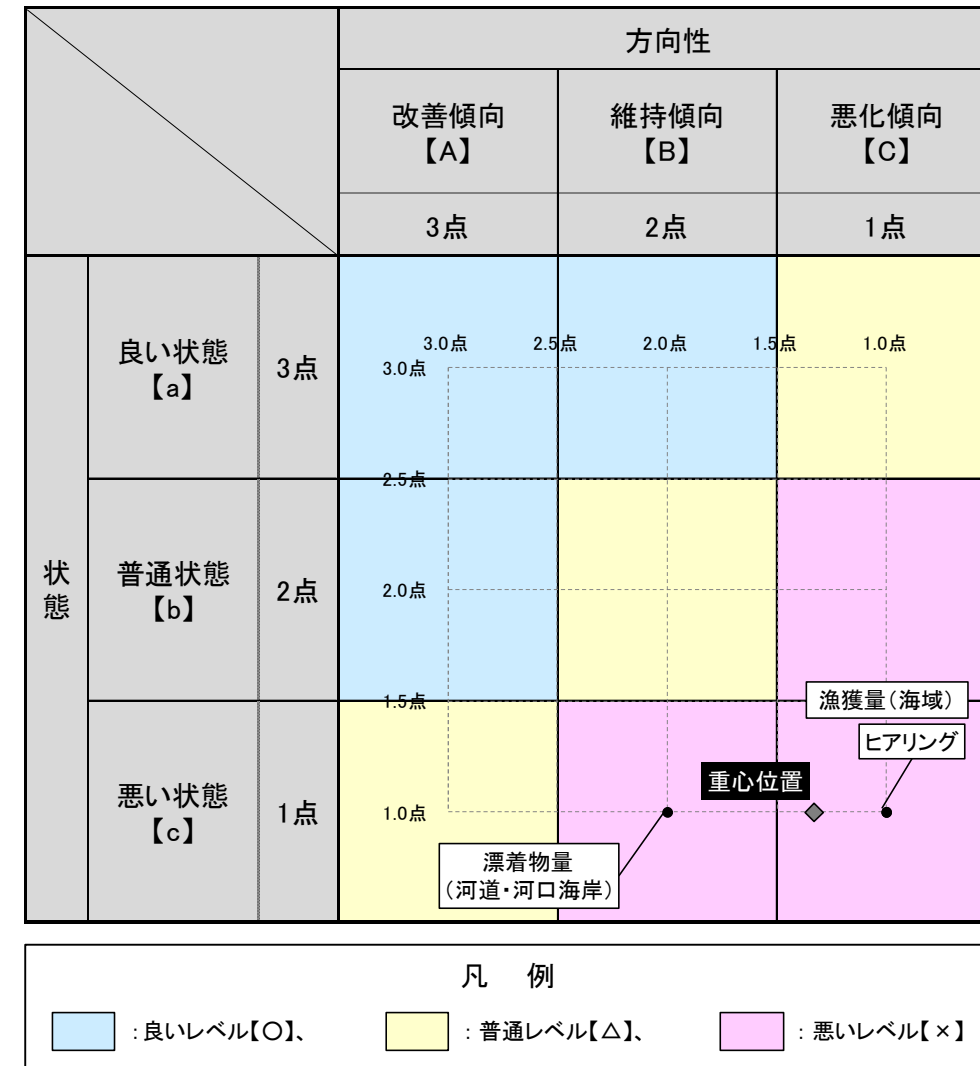 方向性
改善傾向
【A】
維持傾向
【B】
悪化傾向
【C】
3点
2点
1点
状
態
良い状態
【a】
3点
普通状態
【b】
2点
悪い状態
【c】
1点
3.0点
2.5点
2.0点
1.5点
1.0点
3.0点
2.5点
2.0点
1.5点
1.0点
漁獲量（海域）
ヒアリング
重心位置
漂着物量
（河道・河口海岸）
凡 例
：良いレベル【○】、
：普通レベル【△】、
：悪いレベル【×】